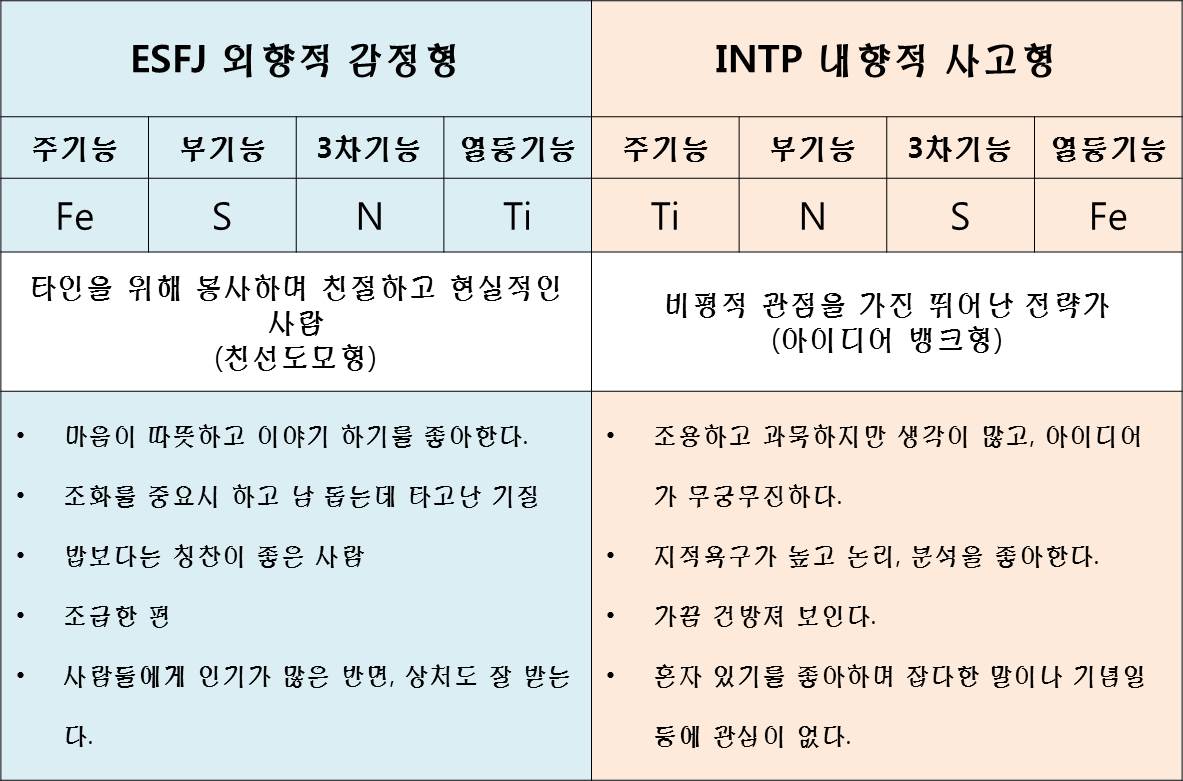 ESFJ 외향적 감정형
INTP 내향적 사고형
주기능 부기능 3차기능 열등기능 주기능 부기능 3차기능 열등기능
Fe S N Ti Ti N S Fe
타인을 위해 봉사하며 친절하고 현실적인
사람
(친선도모형)
비평적 관점을 가진 뛰어난 전략가
(아이디어 뱅크형)
• 마음이 따뜻하고 이야기 하기를 좋아한다.
• 조화를 중요시 하고 남 돕는데 타고난 기질
• 밥보다는 칭찬이 좋은 사람
• 조급한 편
• 사람들에게 인기가 많은 반면, 상처도 잘 받는
다.
• 조용하고 과묵하지만 생각이 많고, 아이디어
가 무궁무진하다.
• 지적욕구가 높고 논리, 분석을 좋아한다.
• 가끔 건방져 보인다.
• 혼자 있기를 좋아하며 잡다한 말이나 기념일
등에 관심이 없다.